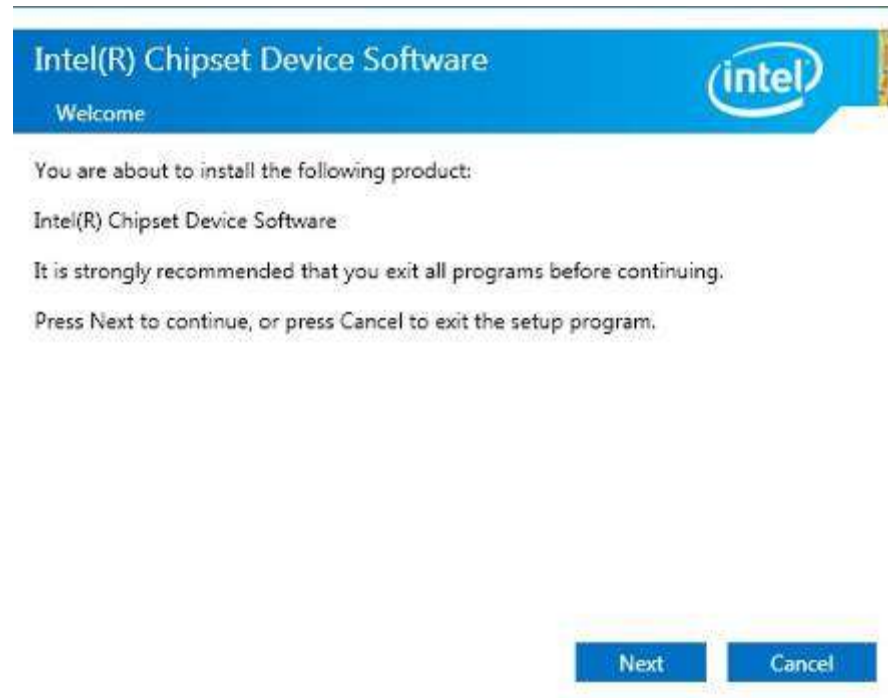 Intel(R) Chipset Device Software
intel
Welcome
You are about to install the following product:
Intel(R) Chipset Device Software
It is strongly recommended that you exit all programs before continuing.
Press Next to continue, or press Cancel to exit the setup program.
Next
Cancel